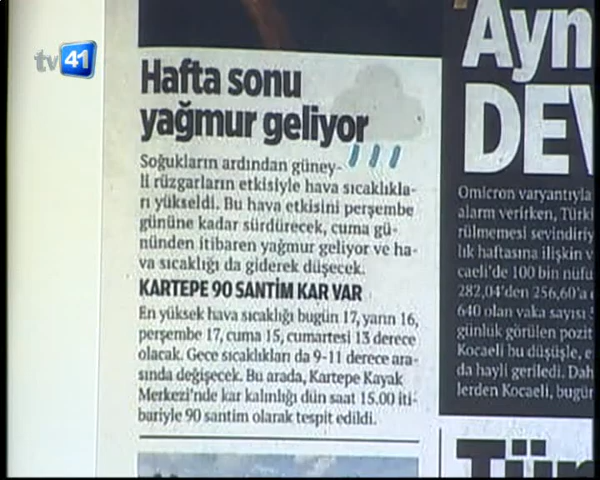 tv41
Hafta sonu
yağmur geliyor
Soğukların ardından güney-
li rüzgarların etkisiyle hava sıcaklıkla-
rı yükseldi. Bu hava etkisini perşembe
gününe kadar sürdürecek, cuma gü-
nünden itibaren yağmur geliyor ve ha-
va sıcaklığı da giderek düşecek.
KARTEPE 90 SANTİM KAR VAR
En yüksek hava sıcaklığı bugün 17, yarın 16,
perşembe 17, cuma 15, cumartesi 13 derece
olacak. Gece sıcaklıkları da 9-11 derece ara-
sında değişecek. Bu arada, Kartepe Kayak
Merkezi'nde kar kalınlığı dün saat 15.00 iti-
bariyle 90 santim olarak tespit edildi.
Ayn
DEV
Omicron varyantıyla
alarm verirken, Türki
rülmemesi sevindiriy
lık haftasına ilişkin v
caeli'de 100 bin nüfu
282,04'den 256,60'a
640 olan vaka sayısı
günlük görülen pozit
Kocaeli bu düşüşle, e
da hayli geriledi. Dah
lerden Kocaeli, bugür
Tür